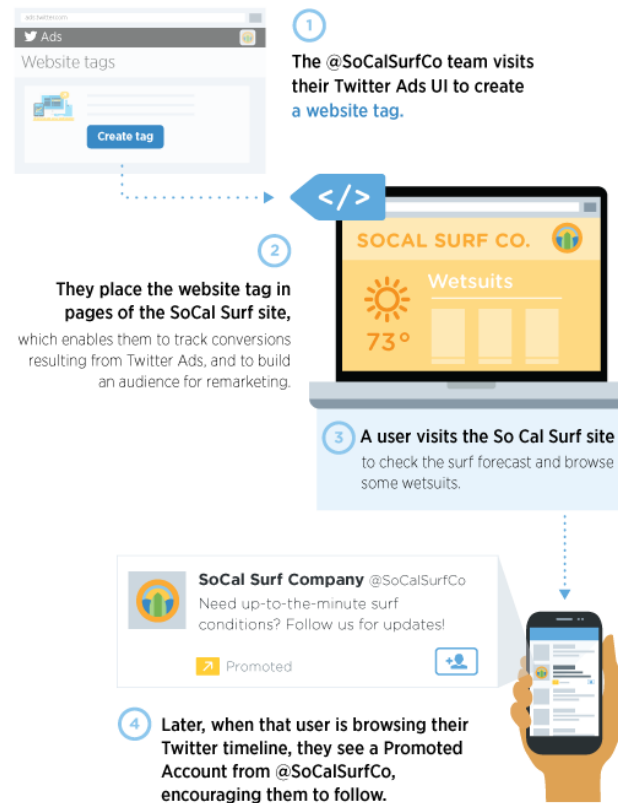 ads.twitter.com
Ads
Website tags
Create tag
1
The @SoCalSurfCo team visits
their Twitter Ads UI to create
a website tag.
</>
SOCAL SURF CO.
Wetsuits
73°
2
They place the website tag in
pages of the SoCal Surf site,
which enables them to track conversions
resulting from Twitter Ads, and to build
an audience for remarketing.
3
A user visits the So Cal Surf site
to check the surf forecast and browse
some wetsuits.
SoCal Surf Company @SoCalSurfCo
Need up-to-the-minute surf
conditions? Follow us for updates!
Promoted
4
Later, when that user is browsing their
Twitter timeline, they see a Promoted
Account from @SoCalSurfCo,
encouraging them to follow.